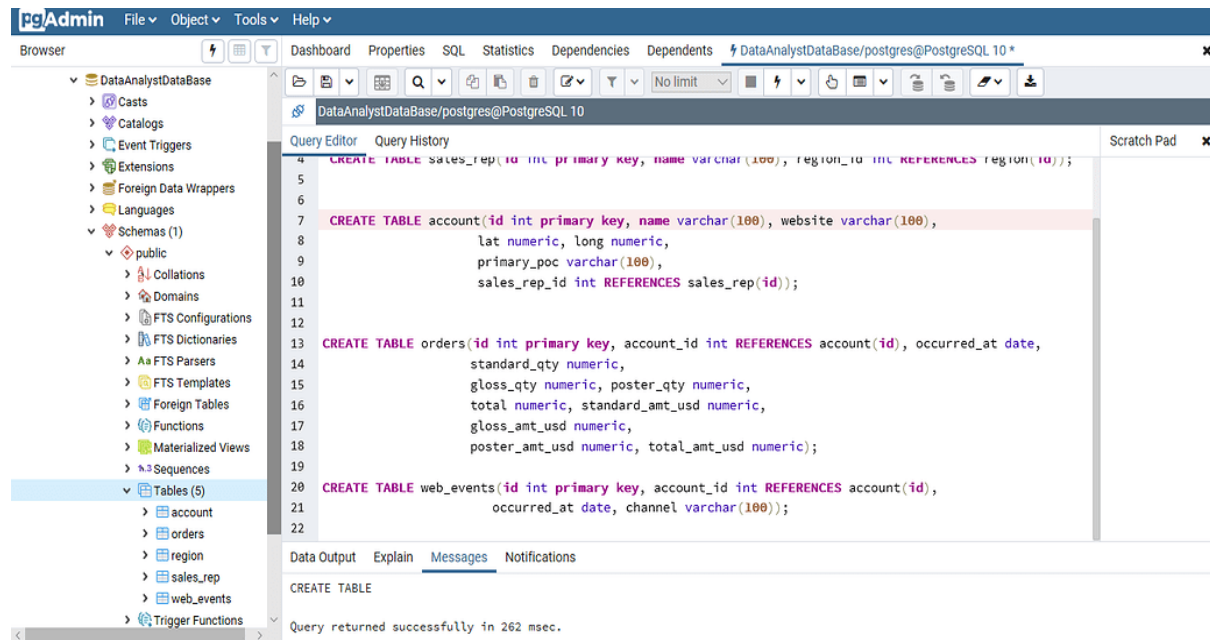 pgAdmin File Object Tools Help
Browser
Dashboard Properties SQL Statistics Dependencies Dependents DataAnalystDataBase/postgres@PostgreSQL 10 *
No limit
DataAnalystDataBase/postgres@PostgreSQL 10
Query Editor Query History
Scratch Pad
DataAnalystDataBase
Casts
Catalogs
Event Triggers
Extensions
Foreign Data Wrappers
Languages
Schemas (1)
public
Collations
Domains
FTS Configurations
FTS Dictionaries
FTS Parsers
FTS Templates
Foreign Tables
Functions
Materialized Views
Sequences
Tables (5)
account
orders
region
sales_rep
web_events
Trigger Functions
4 CREATE TABLE sales_rep(id int primary key, name varchar(100), region_id int REFERENCES region(id));
5
6
7 CREATE TABLE account(id int primary key, name varchar(100), website varchar(100),
8 lat numeric, long numeric,
9 primary_poc varchar(100),
10 sales_rep_id int REFERENCES sales_rep(id));
11
12
13 CREATE TABLE orders(id int primary key, account_id int REFERENCES account(id), occurred_at date,
14 standard_qty numeric,
15 gloss_qty numeric, poster_qty numeric,
16 total numeric, standard_amt_usd numeric,
17 gloss_amt_usd numeric,
18 poster_amt_usd numeric, total_amt_usd numeric);
19
20 CREATE TABLE web_events(id int primary key, account_id int REFERENCES account(id),
21 occurred_at date, channel varchar(100));
22
Data Output Explain Messages Notifications
CREATE TABLE
Query returned successfully in 262 msec.